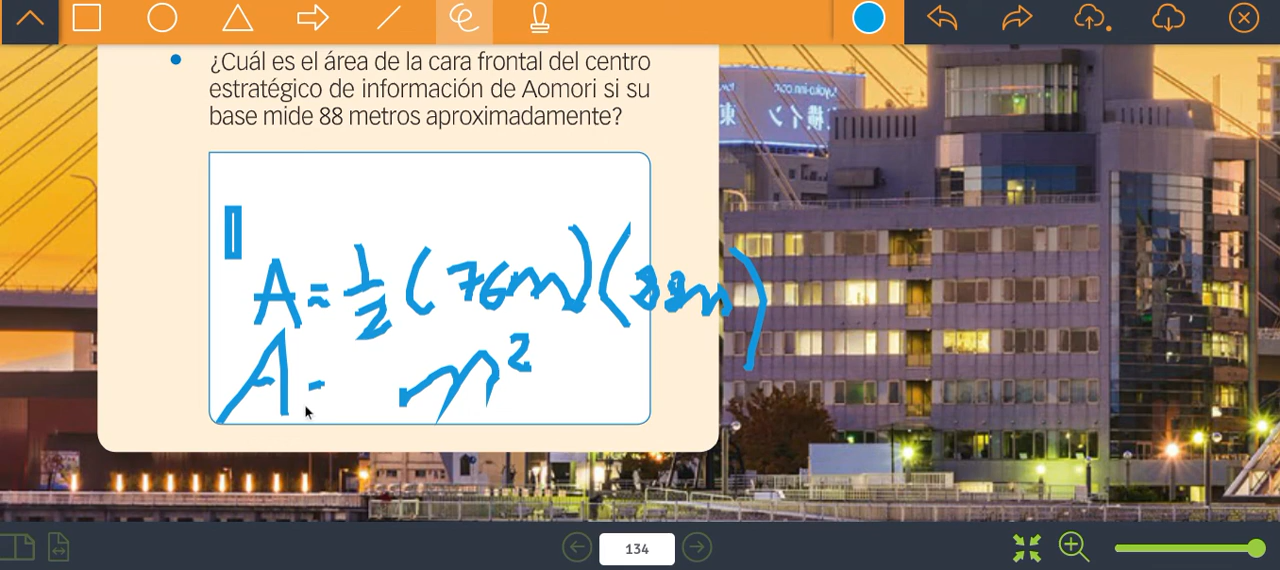 ¿Cuál es el área de la cara frontal del centro
estratégico de información de Aomori si su
base mide 88 metros aproximadamente?
A = 1/2 (76m)(88m)
A = m²
134